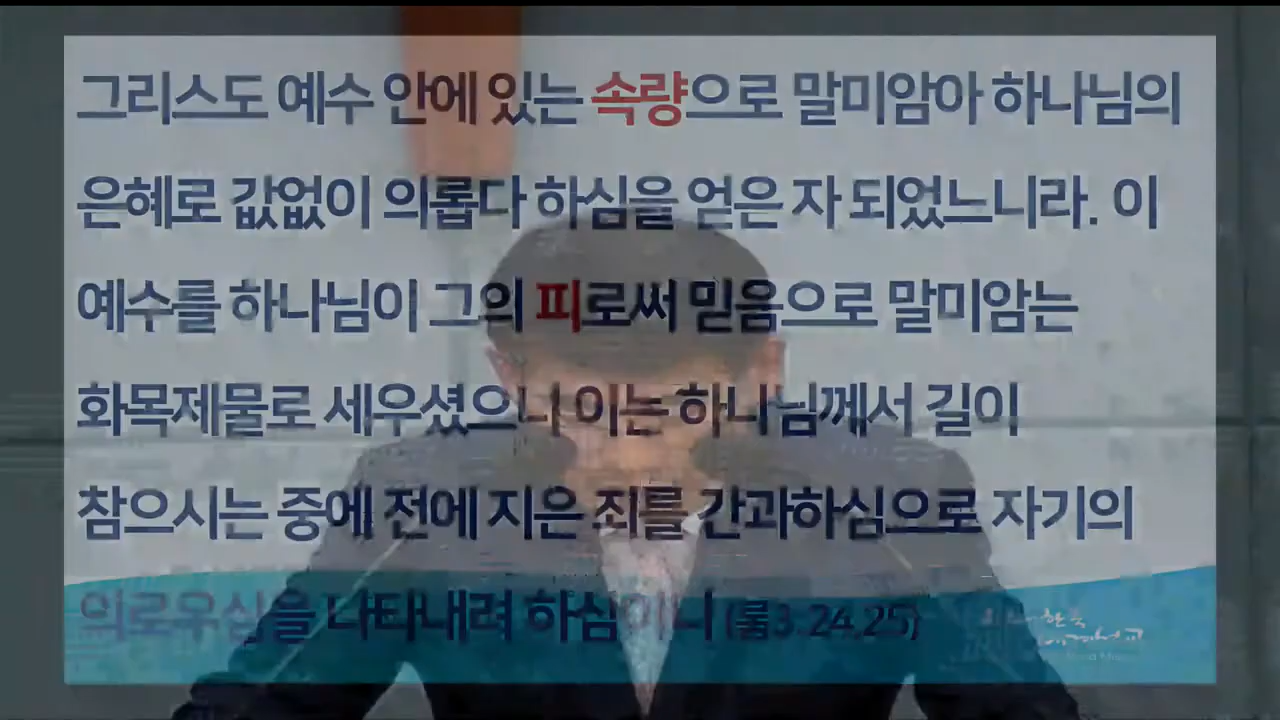 그리스도 예수 안에 있는 속량으로 말미암아 하나님의
은혜로 값없이 의롭다 하심을 얻은 자 되었느니라. 이
예수를 하나님이 그의 피로써 믿음으로 말미암는
화목제물로 세우셨으니 이는 하나님께서 길이
참으시는 중에 전에 지은 죄를 간과하심으로 자기의
의로우심을 나타내려 하심이니 (롬3:24,25)